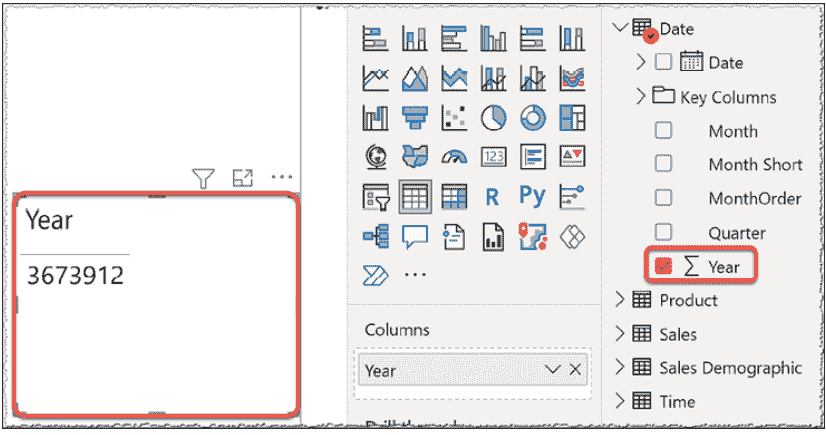 Year
3673912
123
R
Py
Columns
Year
Date
Date
Key Columns
Month
Month Short
MonthOrder
Quarter
Year
Product
Sales
Sales Demographic
Time